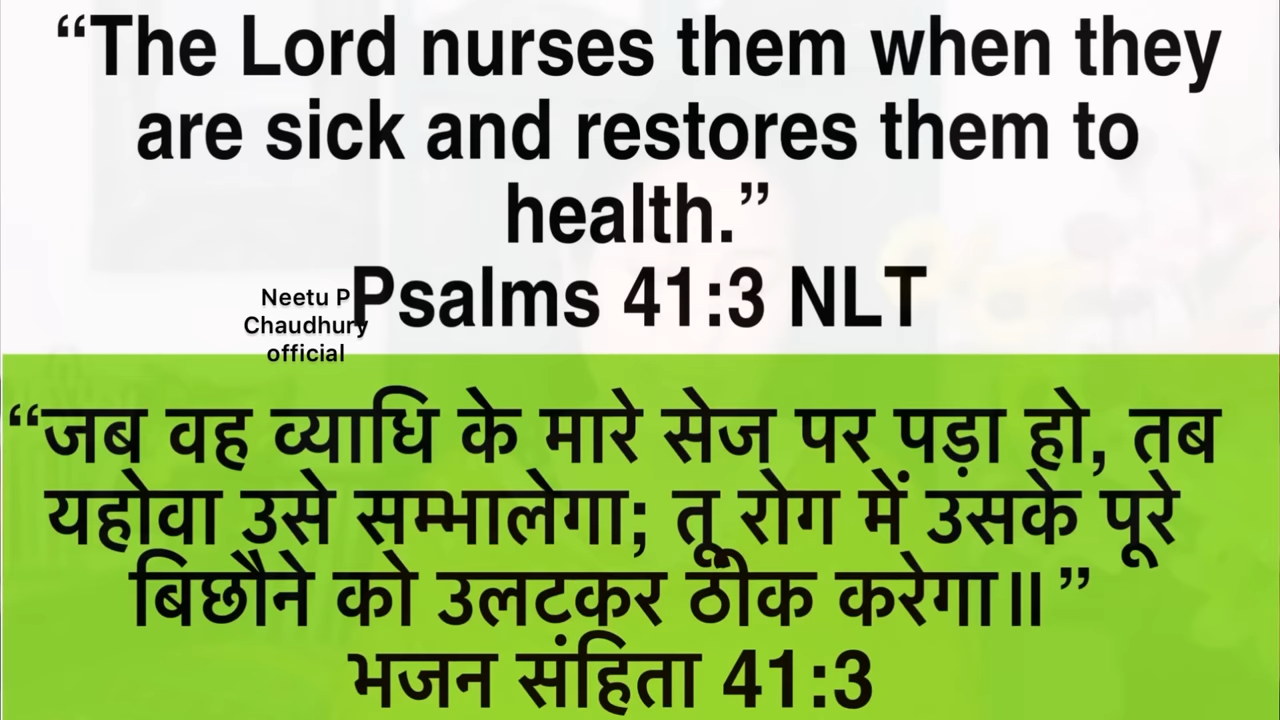 “The Lord nurses them when they
are sick and restores them to
health.”
Psalms 41:3 NLT
Neetu P
Chaudhury
official
“जब वह व्याधि के मारे सेज पर पड़ा हो, तब
यहोवा उसे सम्भालेगा; तू रोग में उसके पूरे
बिछौने को उलटकर ठीक करेगा॥”
भजन संहिता 41:3